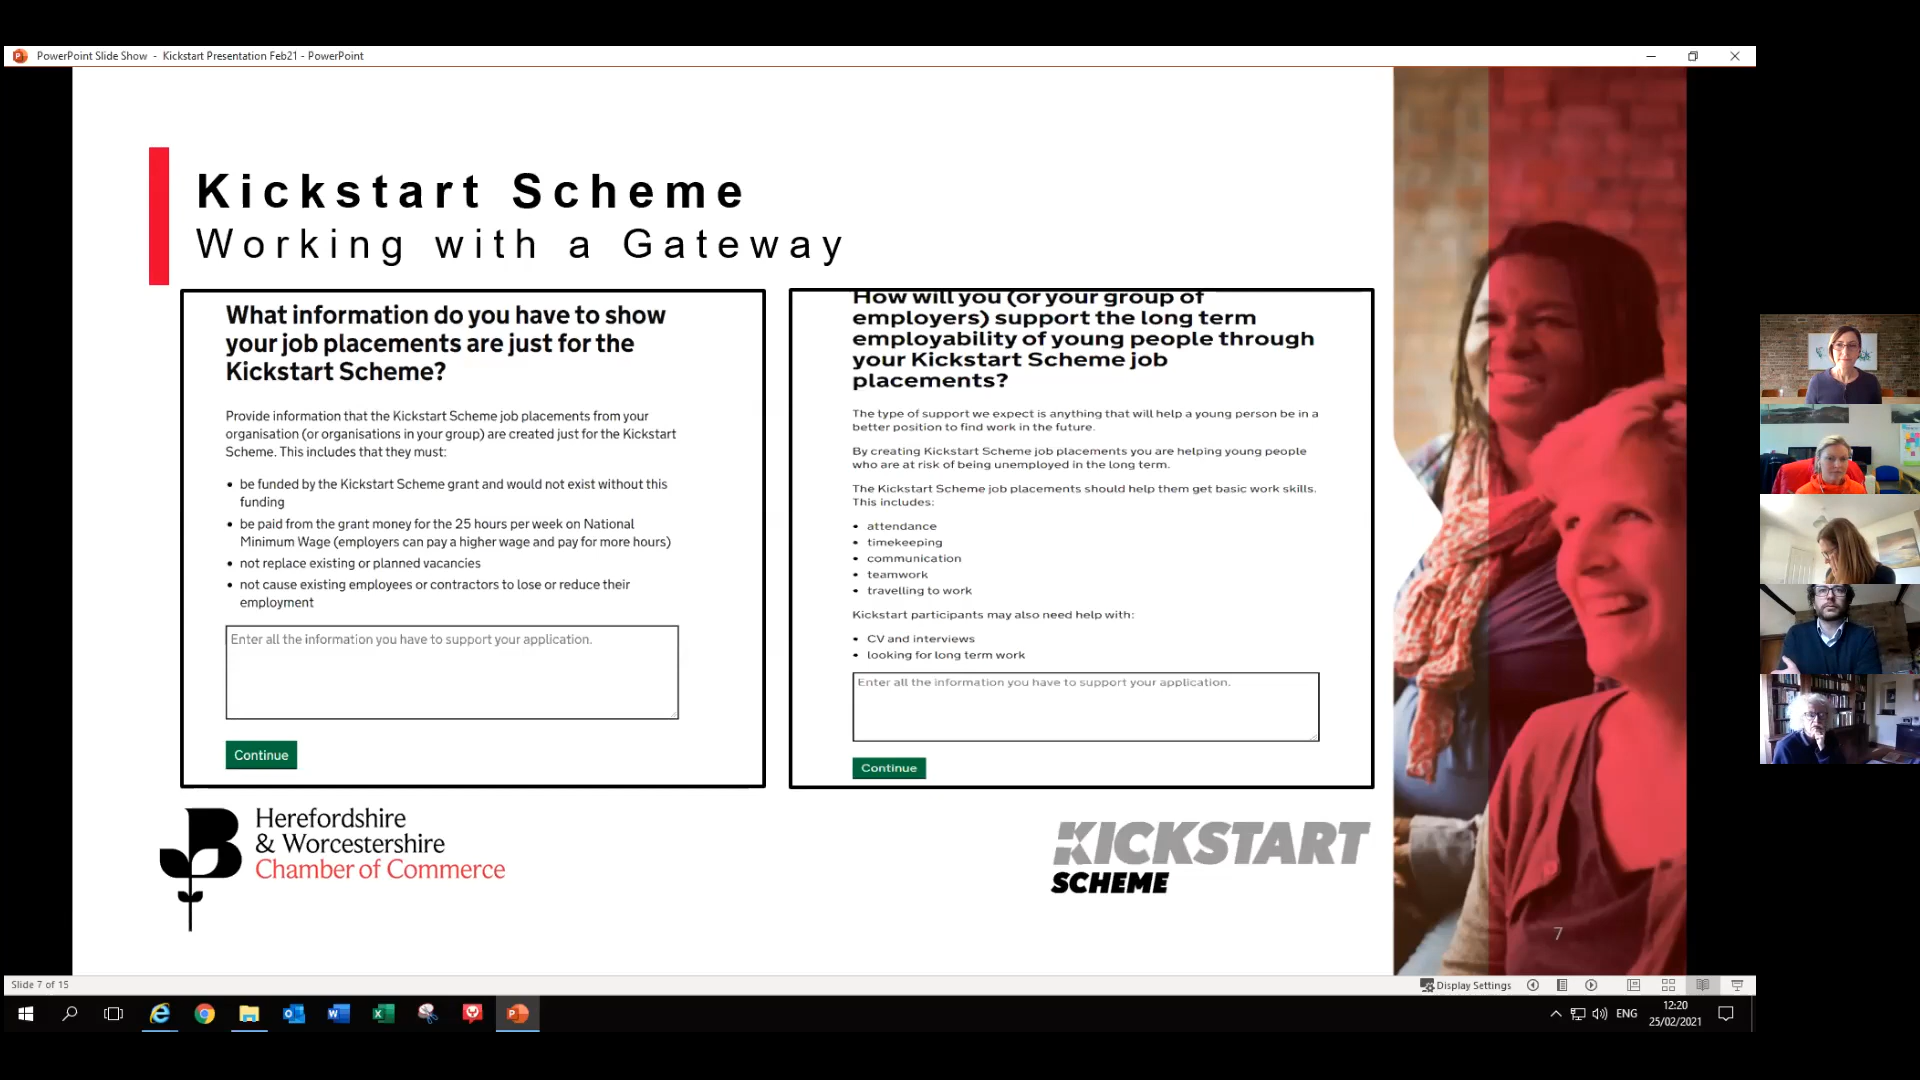 PowerPoint Slide Show - Kickstart Presentation Feb21 - PowerPoint
Kickstart Scheme
Working with a Gateway
What information do you have to show
your job placements are just for the
Kickstart Scheme?
Provide information that the Kickstart Scheme job placements from your
organisation (or organisations in your group) are created just for the Kickstart
Scheme. This includes that they must:
• be funded by the Kickstart Scheme grant and would not exist without this
funding
• be paid from the grant money for the 25 hours per week on National
Minimum Wage (employers can pay a higher wage and pay for more hours)
• not replace existing or planned vacancies
• not cause existing employees or contractors to lose or reduce their
employment
Enter all the information you have to support your application.
Continue
How will you (or your group of
employers) support the long term
employability of young people through
your Kickstart Scheme job
placements?
The type of support we expect is anything that will help a young person be in a
better position to find work in the future.
By creating Kickstart Scheme job placements you are helping young people
who are at risk of being unemployed in the long term.
The Kickstart Scheme job placements should help them get basic work skills.
This includes:
• attendance
• timekeeping
• communication
• teamwork
• travelling to work
Kickstart participants may also need help with:
• CV and interviews
• looking for long term work
Enter all the information you have to support your application.
Continue
Herefordshire
& Worcestershire
Chamber of Commerce
KICKSTART
SCHEME
7
Slide 7 of 15
Display Settings
ENG
12:20
25/02/2021